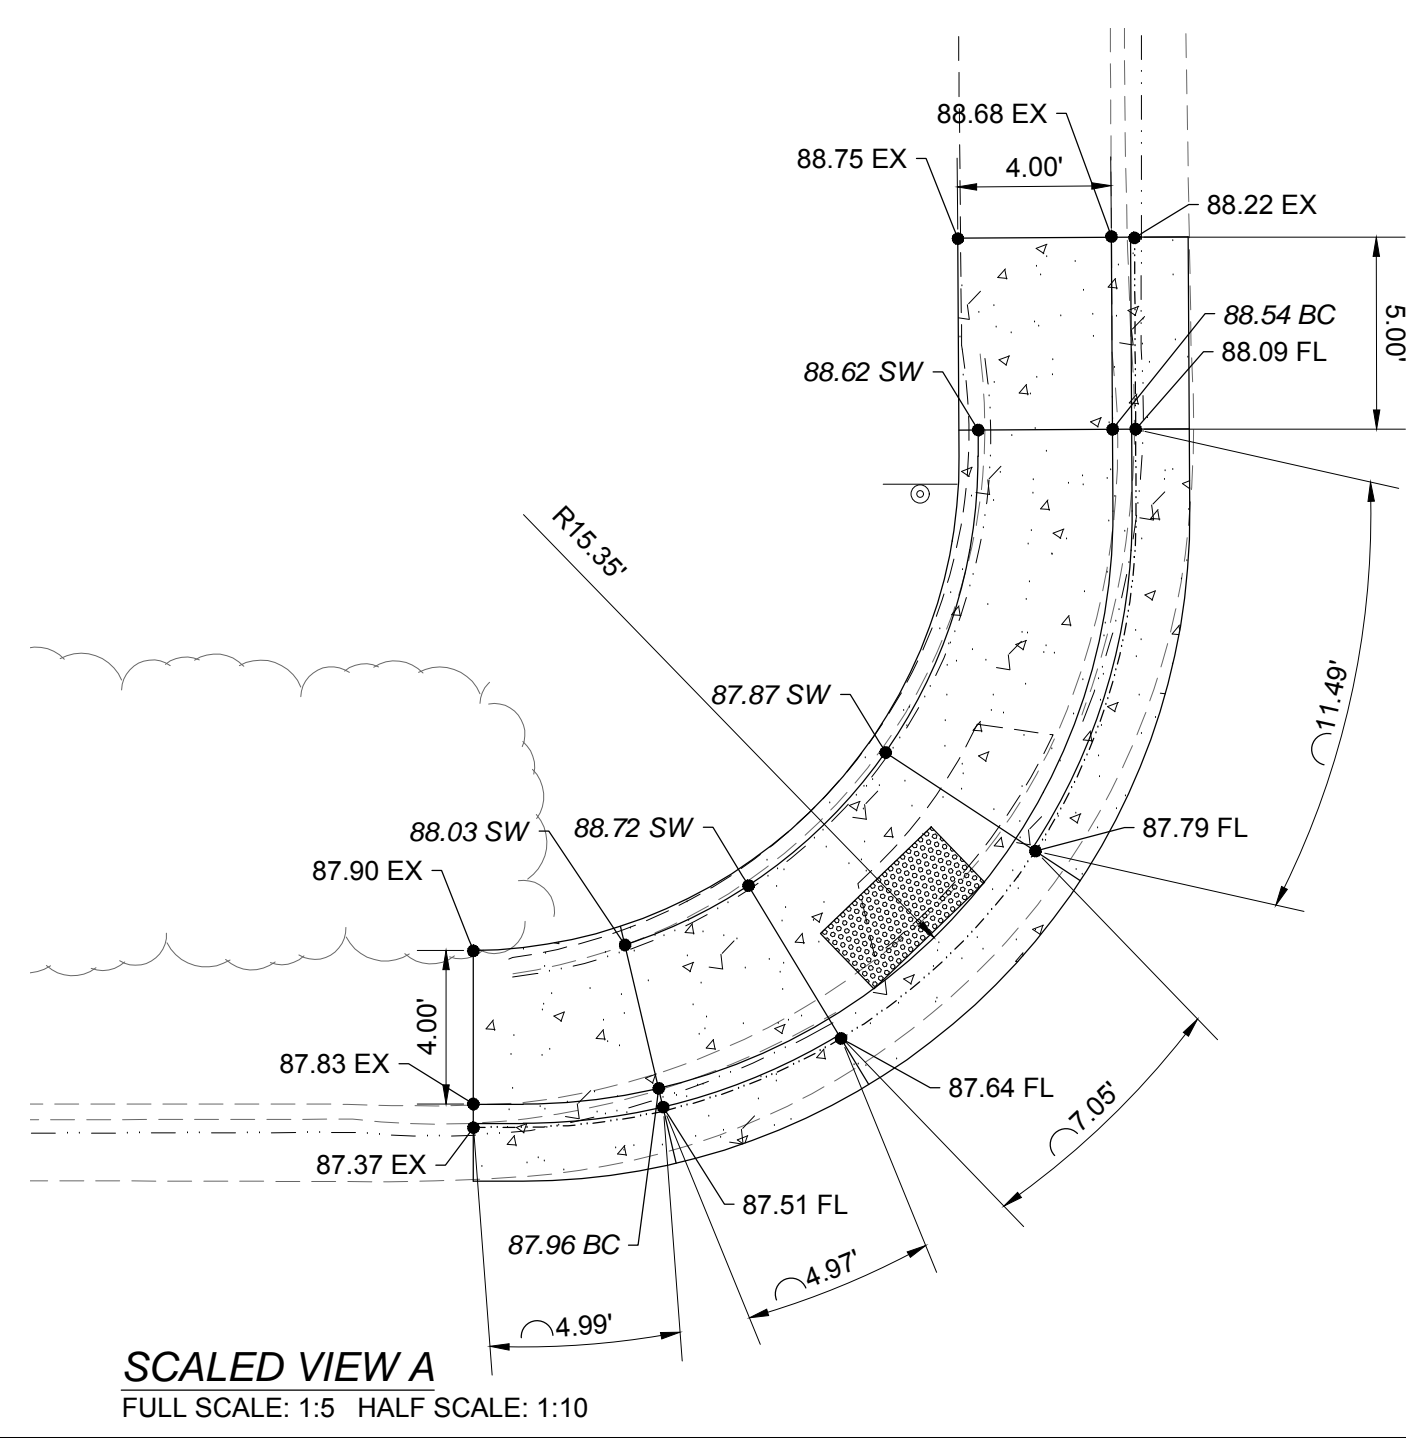 88.68 EX
88.75 EX
4.00'
88.22 EX
88.54 BC
88.09 FL
5.00'
88.62 SW
R15.35'
11.49'
87.87 SW
88.03 SW
88.72 SW
87.79 FL
87.90 EX
4.00'
87.83 EX
87.64 FL
7.05'
87.37 EX
87.51 FL
87.96 BC
4.97'
4.99'
SCALED VIEW A
FULL SCALE: 1:5 HALF SCALE: 1:10